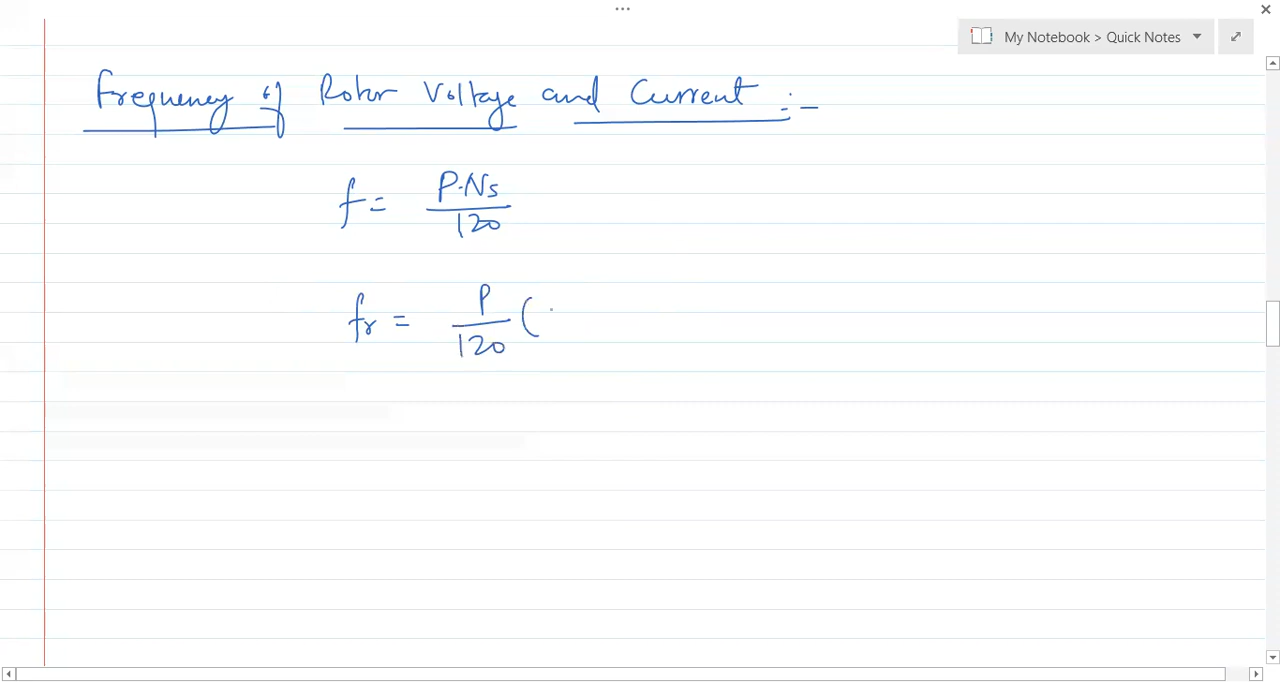 ...
My Notebook > Quick Notes
Frequency of Rotor Voltage and Current :-
f = P.Ns / 120
fr = P / 120 (